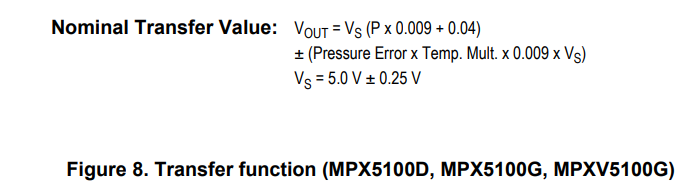 Nominal Transfer Value: VOUT = VS (P x 0.009 + 0.04)
± (Pressure Error x Temp. Mult. x 0.009 x VS)
VS = 5.0 V ± 0.25 V
Figure 8. Transfer function (MPX5100D, MPX5100G, MPXV5100G)